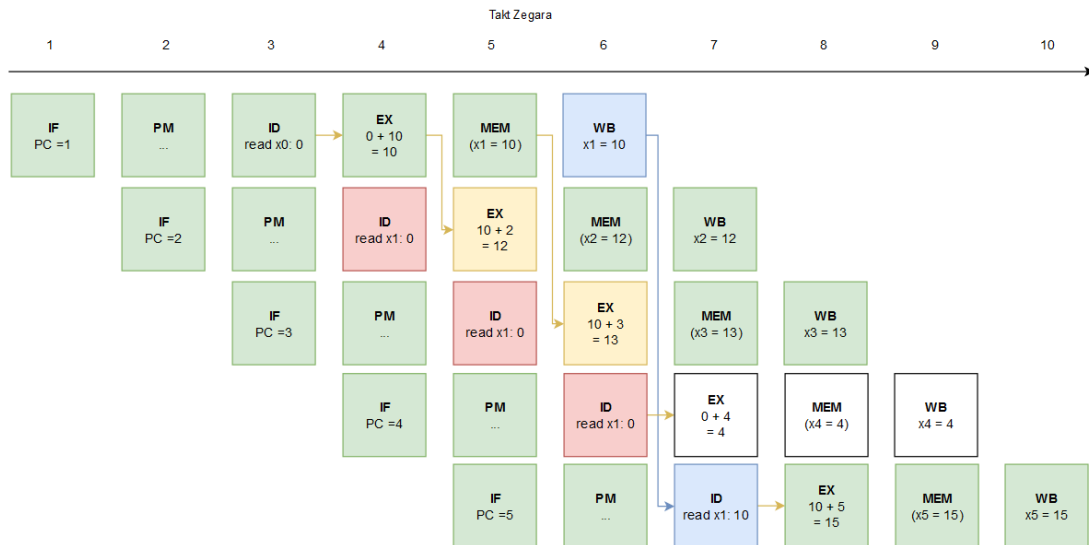 Takt Zegara
1 2 3 4 5 6 7 8 9 10
IF PM ID EX MEM WB
PC =1 ... read x0: 0 0 + 10 (x1 = 10) x1 = 10
= 10
IF PM ID EX MEM WB
PC =2 ... read x1: 0 10 + 2 (x2 = 12) x2 = 12
= 12
IF PM ID EX MEM WB
PC =3 ... read x1: 0 10 + 3 (x3 = 13) x3 = 13
= 13
IF PM ID EX MEM WB
PC =4 ... read x1: 0 0 + 4 (x4 = 4) x4 = 4
= 4
IF PM ID EX MEM WB
PC =5 ... read x1: 10 10 + 5 (x5 = 15) x5 = 15
= 15